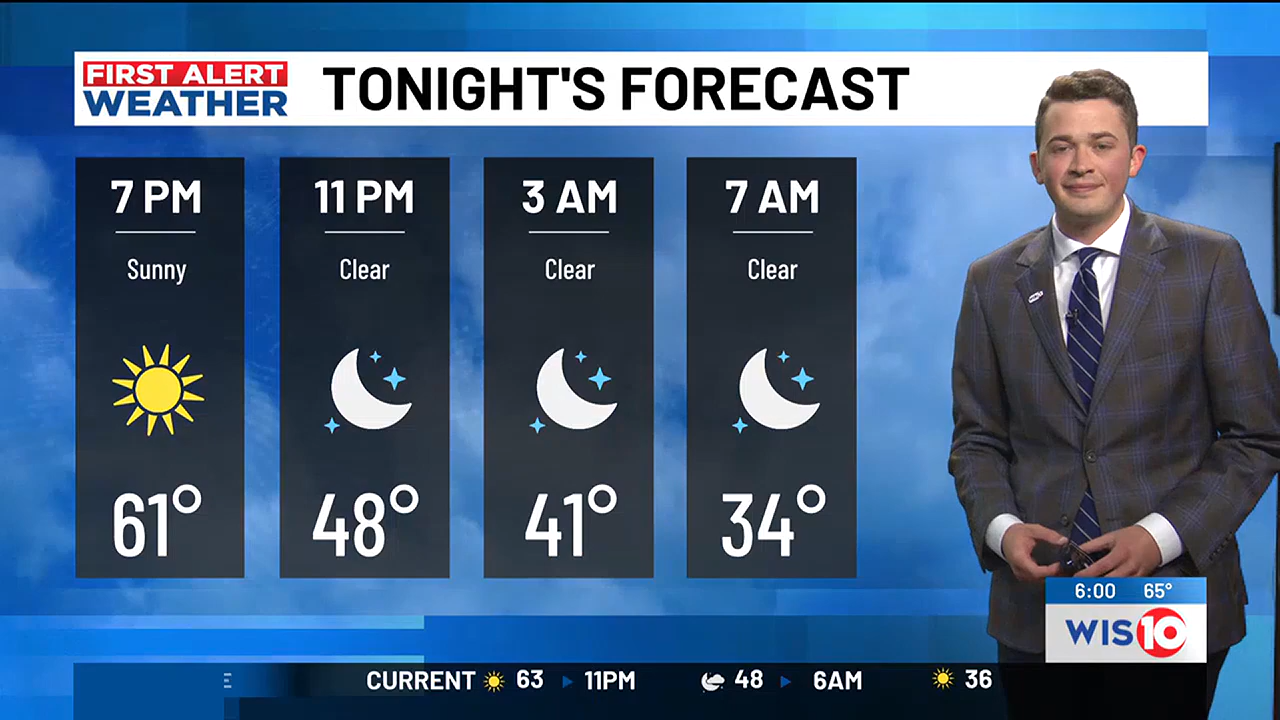 FIRST ALERT
WEATHER
TONIGHT'S FORECAST
7 PM
Sunny
61°
11 PM
Clear
48°
3 AM
Clear
41°
7 AM
Clear
34°
6:00 65°
WIS10
E CURRENT 63 11PM 48 6AM 36